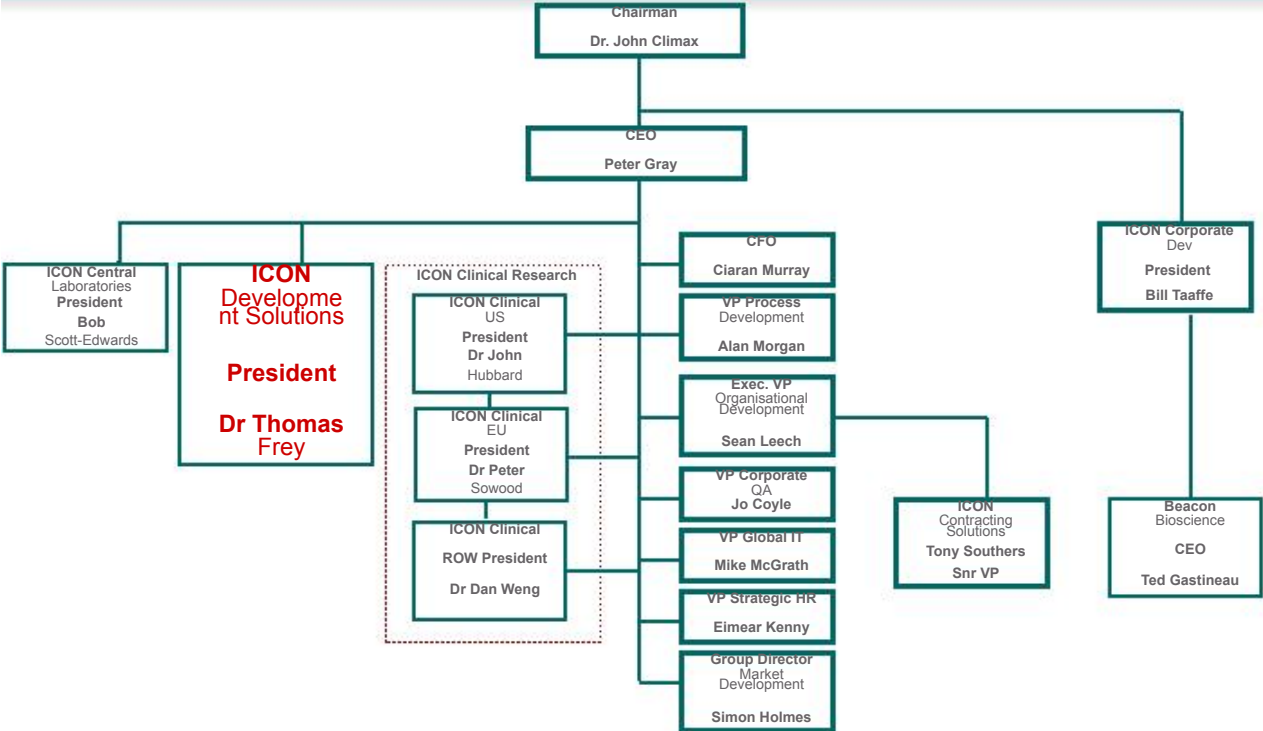 Chairman
Dr. John Climax
CEO
Peter Gray
ICON Central
Laboratories
President
Bob
Scott-Edwards
ICON
Developme
nt Solutions
President
Dr Thomas
Frey
ICON Clinical Research
ICON Clinical
US
President
Dr John
Hubbard
ICON Clinical
EU
President
Dr Peter
Sowood
ICON Clinical
ROW President
Dr Dan Weng
CFO
Ciaran Murray
VP Process
Development
Alan Morgan
Exec. VP
Organisational
Development
Sean Leech
VP Corporate
QA
Jo Coyle
VP Global IT
Mike McGrath
VP Strategic HR
Eimear Kenny
Group Director
Market
Development
Simon Holmes
ICON
Contracting
Solutions
Tony Southers
Snr VP
ICON Corporate
Dev
President
Bill Taaffe
Beacon
Bioscience
CEO
Ted Gastineau